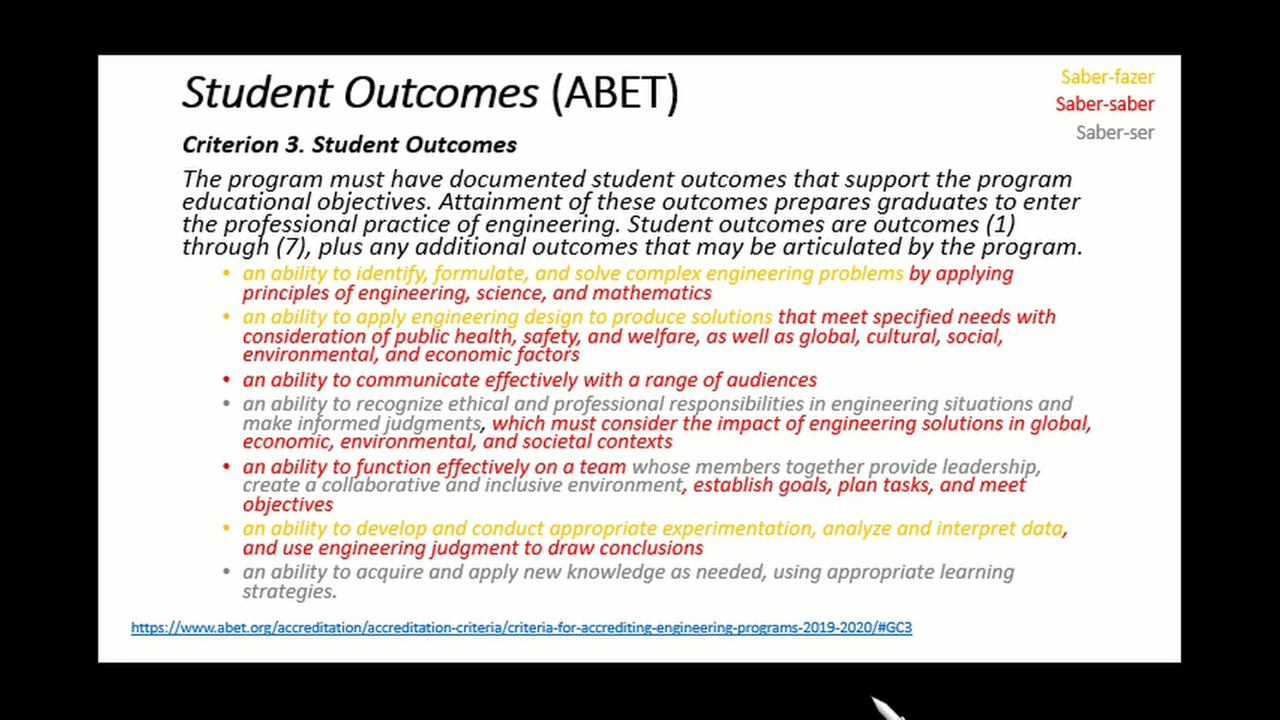 Student Outcomes (ABET)
Saber-fazer
Saber-saber
Saber-ser
Criterion 3. Student Outcomes
The program must have documented student outcomes that support the program
educational objectives. Attainment of these outcomes prepares graduates to enter
the professional practice of engineering. Student outcomes are outcomes (1)
through (7), plus any additional outcomes that may be articulated by the program.
• an ability to identify, formulate, and solve complex engineering problems by applying
principles of engineering, science, and mathematics
• an ability to apply engineering design to produce solutions that meet specified needs with
consideration of public health, safety, and welfare, as well as global, cultural, social,
environmental, and economic factors
• an ability to communicate effectively with a range of audiences
• an ability to recognize ethical and professional responsibilities in engineering situations and
make informed judgments, which must consider the impact of engineering solutions in global,
economic, environmental, and societal contexts
• an ability to function effectively on a team whose members together provide leadership,
create a collaborative and inclusive environment, establish goals, plan tasks, and meet
objectives
• an ability to develop and conduct appropriate experimentation, analyze and interpret data,
and use engineering judgment to draw conclusions
• an ability to acquire and apply new knowledge as needed, using appropriate learning
strategies.
https://www.abet.org/accreditation/accreditation-criteria/criteria-for-accrediting-engineering-programs-2019-2020/#GC3